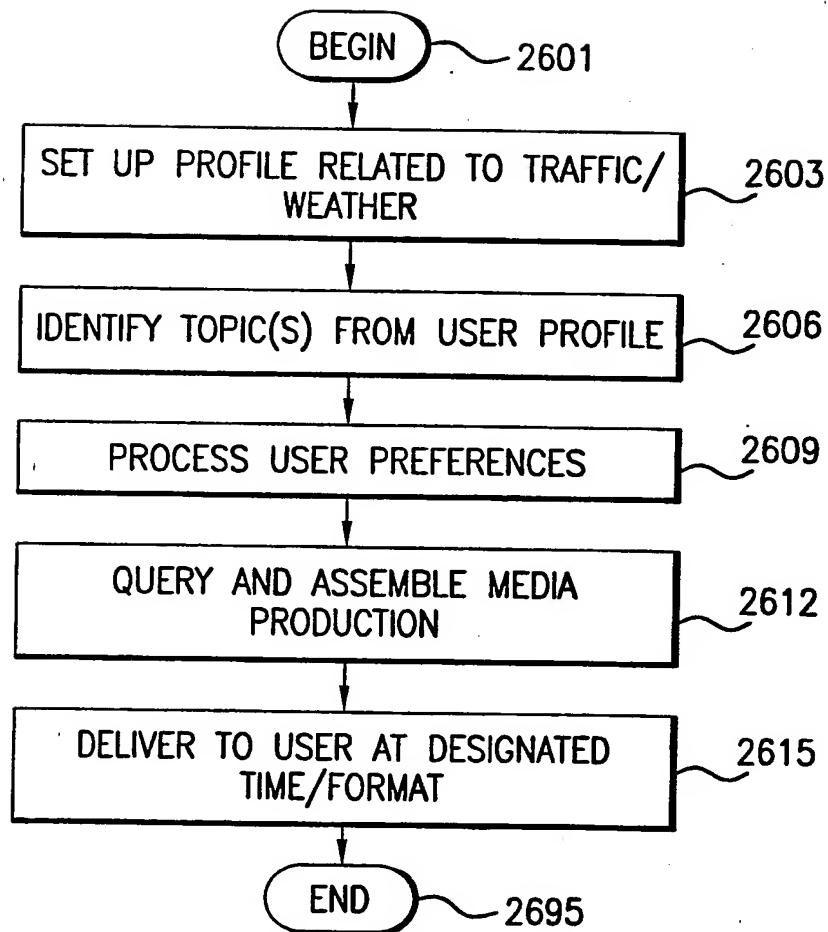 BEGIN
2601
SET UP PROFILE RELATED TO TRAFFIC/
WEATHER
2603
IDENTIFY TOPIC(S) FROM USER PROFILE
2606
PROCESS USER PREFERENCES
2609
QUERY AND ASSEMBLE MEDIA
PRODUCTION
2612
DELIVER TO USER AT DESIGNATED
TIME/FORMAT
2615
END
2695